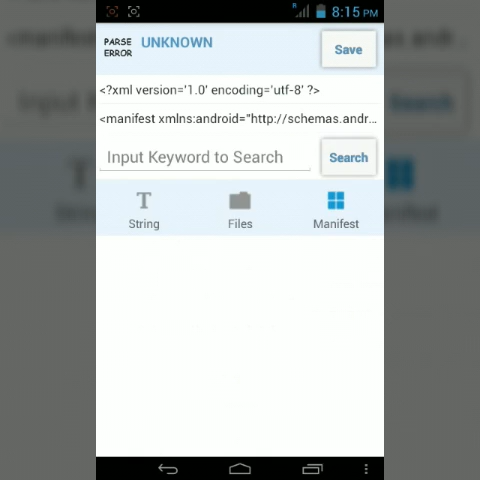 R 8:15 PM
PARSE ERROR UNKNOWN Save
<?xml version='1.0' encoding='utf-8' ?>
<manifest xmlns:android="http://schemas.andr...
Input Keyword to Search Search
String Files Manifest